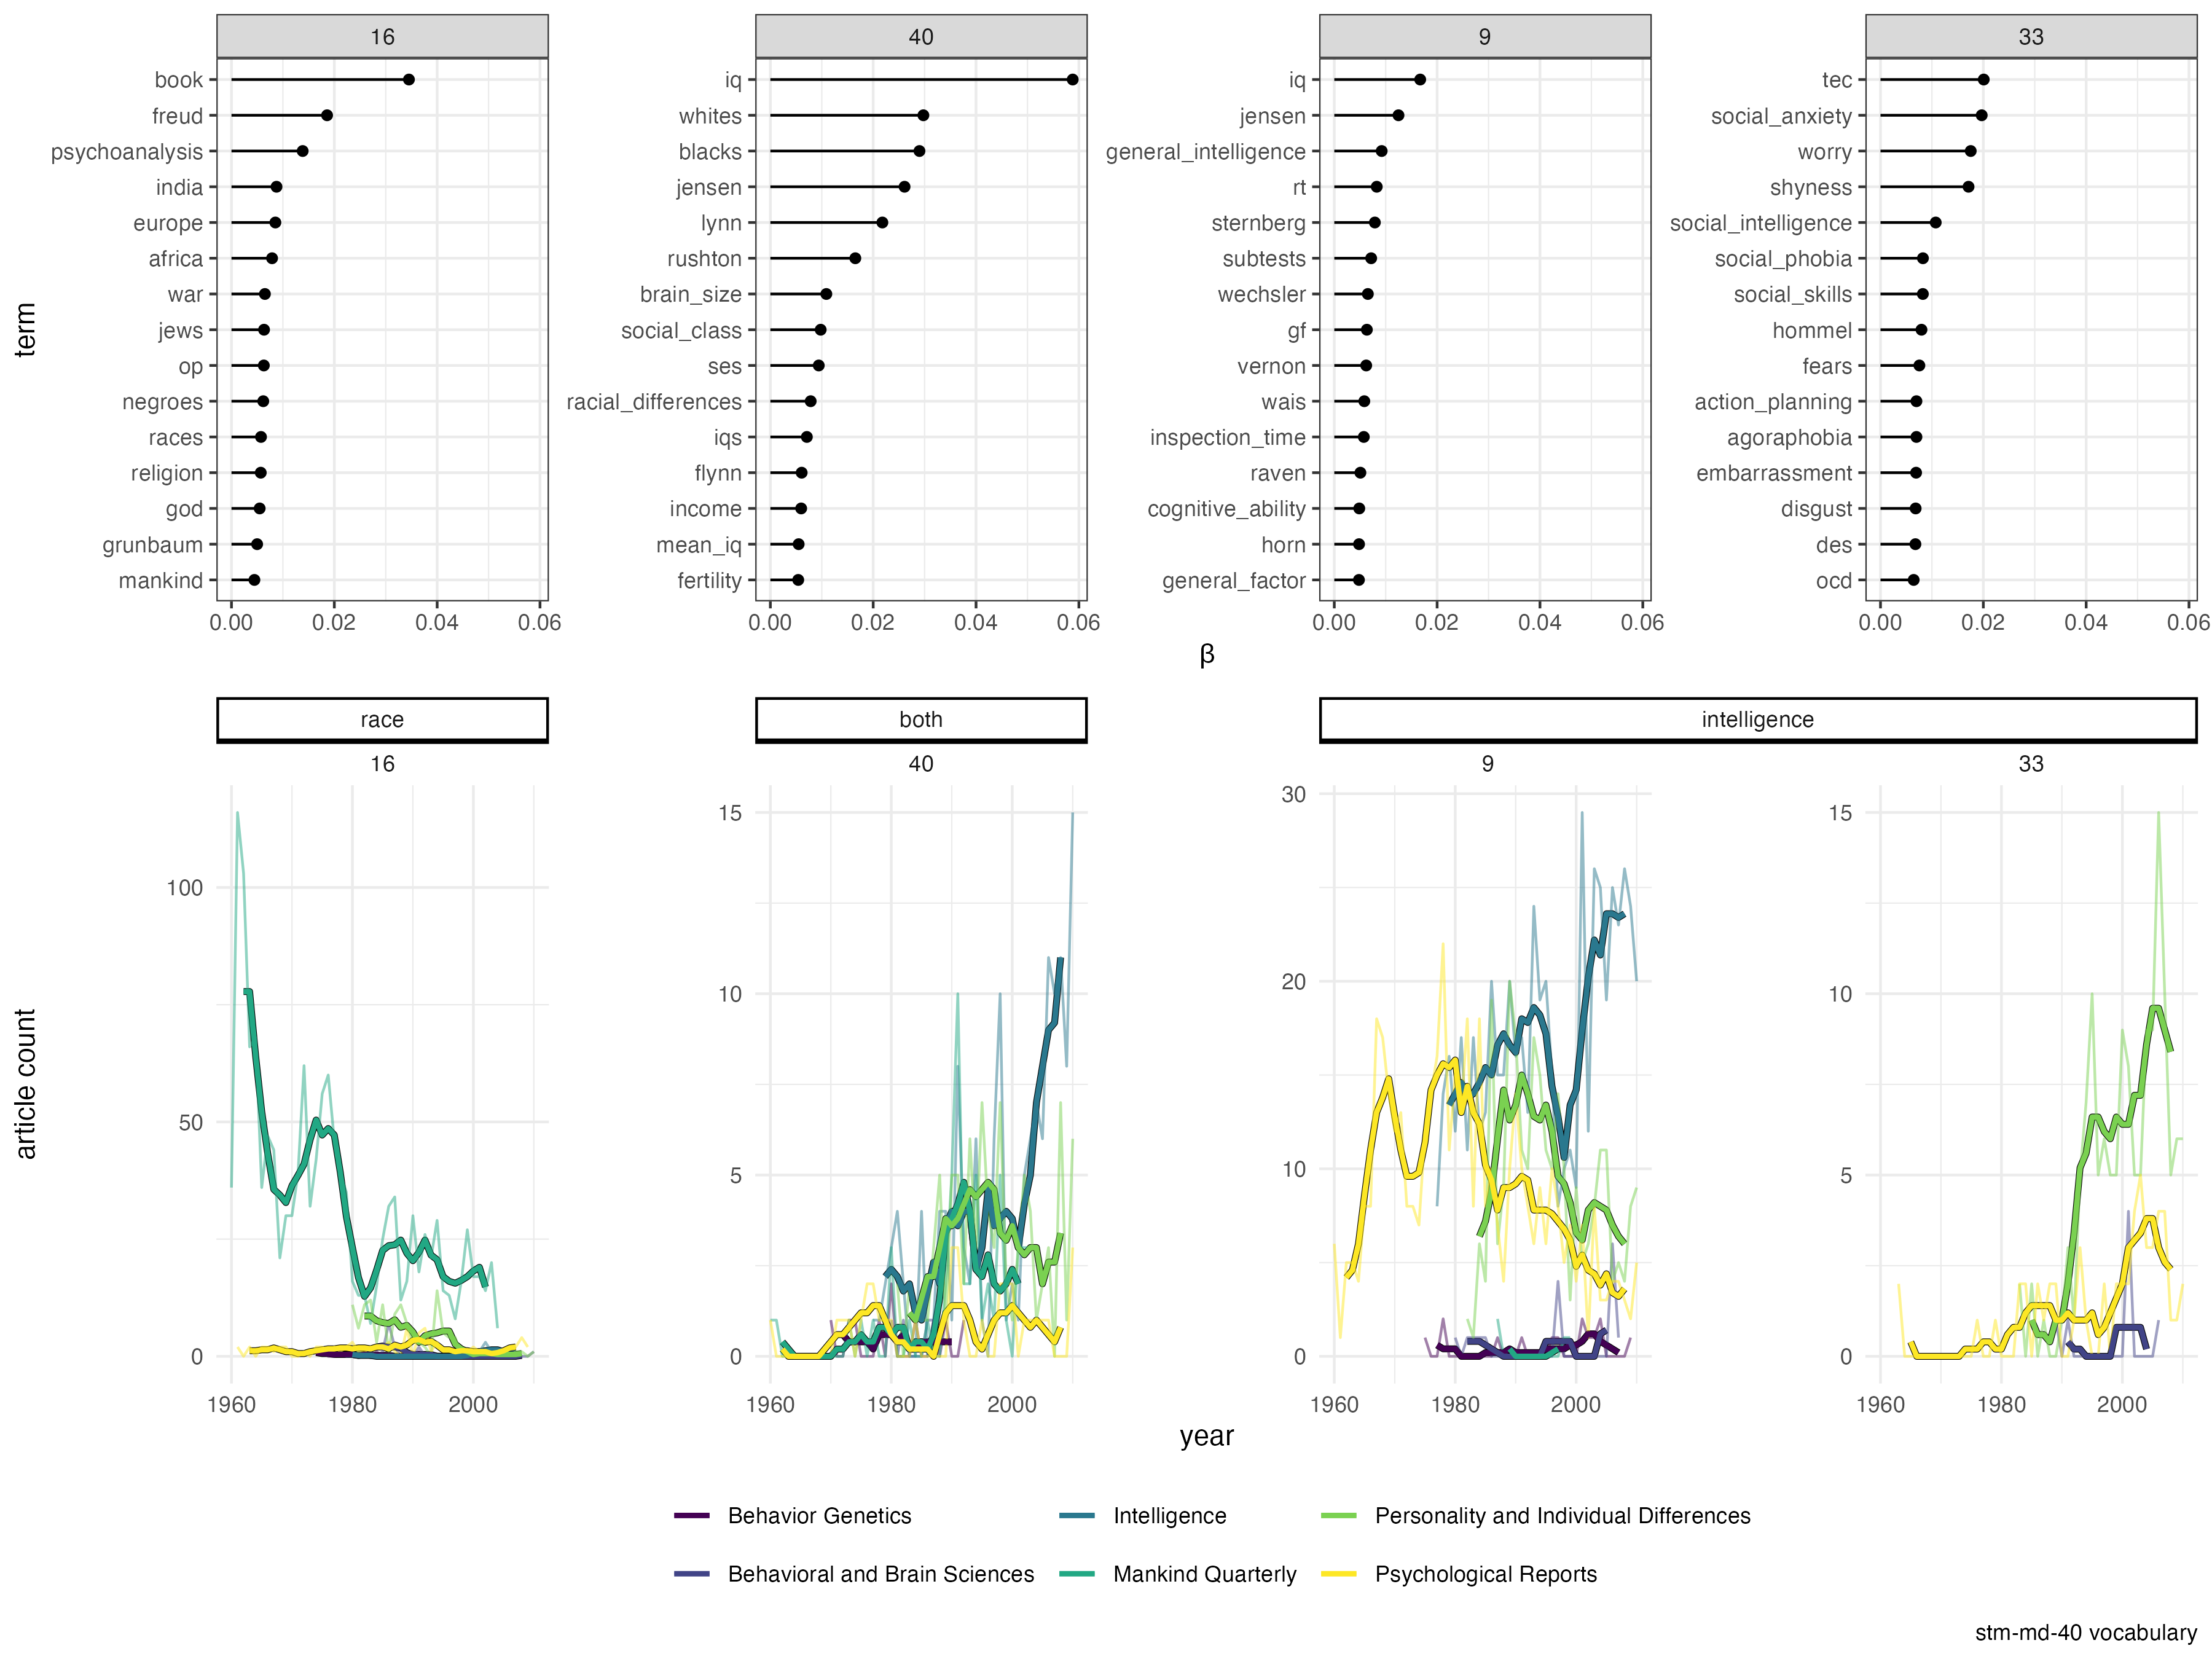 16
40
9
33
term
book
freud
psychoanalysis
india
europe
africa
war
jews
op
negroes
races
religion
god
grunbaum
mankind
iq
whites
blacks
jensen
lynn
rushton
brain_size
social_class
ses
racial_differences
iqs
flynn
income
mean_iq
fertility
iq
jensen
general_intelligence
rt
sternberg
subtests
wechsler
gf
vernon
wais
inspection_time
raven
cognitive_ability
horn
general_factor
tec
social_anxiety
worry
shyness
social_intelligence
social_phobia
social_skills
hommel
fears
action_planning
agoraphobia
embarrassment
disgust
des
ocd
0.00 0.02 0.04 0.06
0.00 0.02 0.04 0.06
0.00 0.02 0.04 0.06
0.00 0.02 0.04 0.06
β
race
both
intelligence
16
40
9
33
article count
100
50
0
15
10
5
0
30
20
10
0
15
10
5
0
1960 1980 2000
1960 1980 2000
1960 1980 2000
1960 1980 2000
year
Behavior Genetics
Intelligence
Personality and Individual Differences
Behavioral and Brain Sciences
Mankind Quarterly
Psychological Reports
stm-md-40 vocabulary